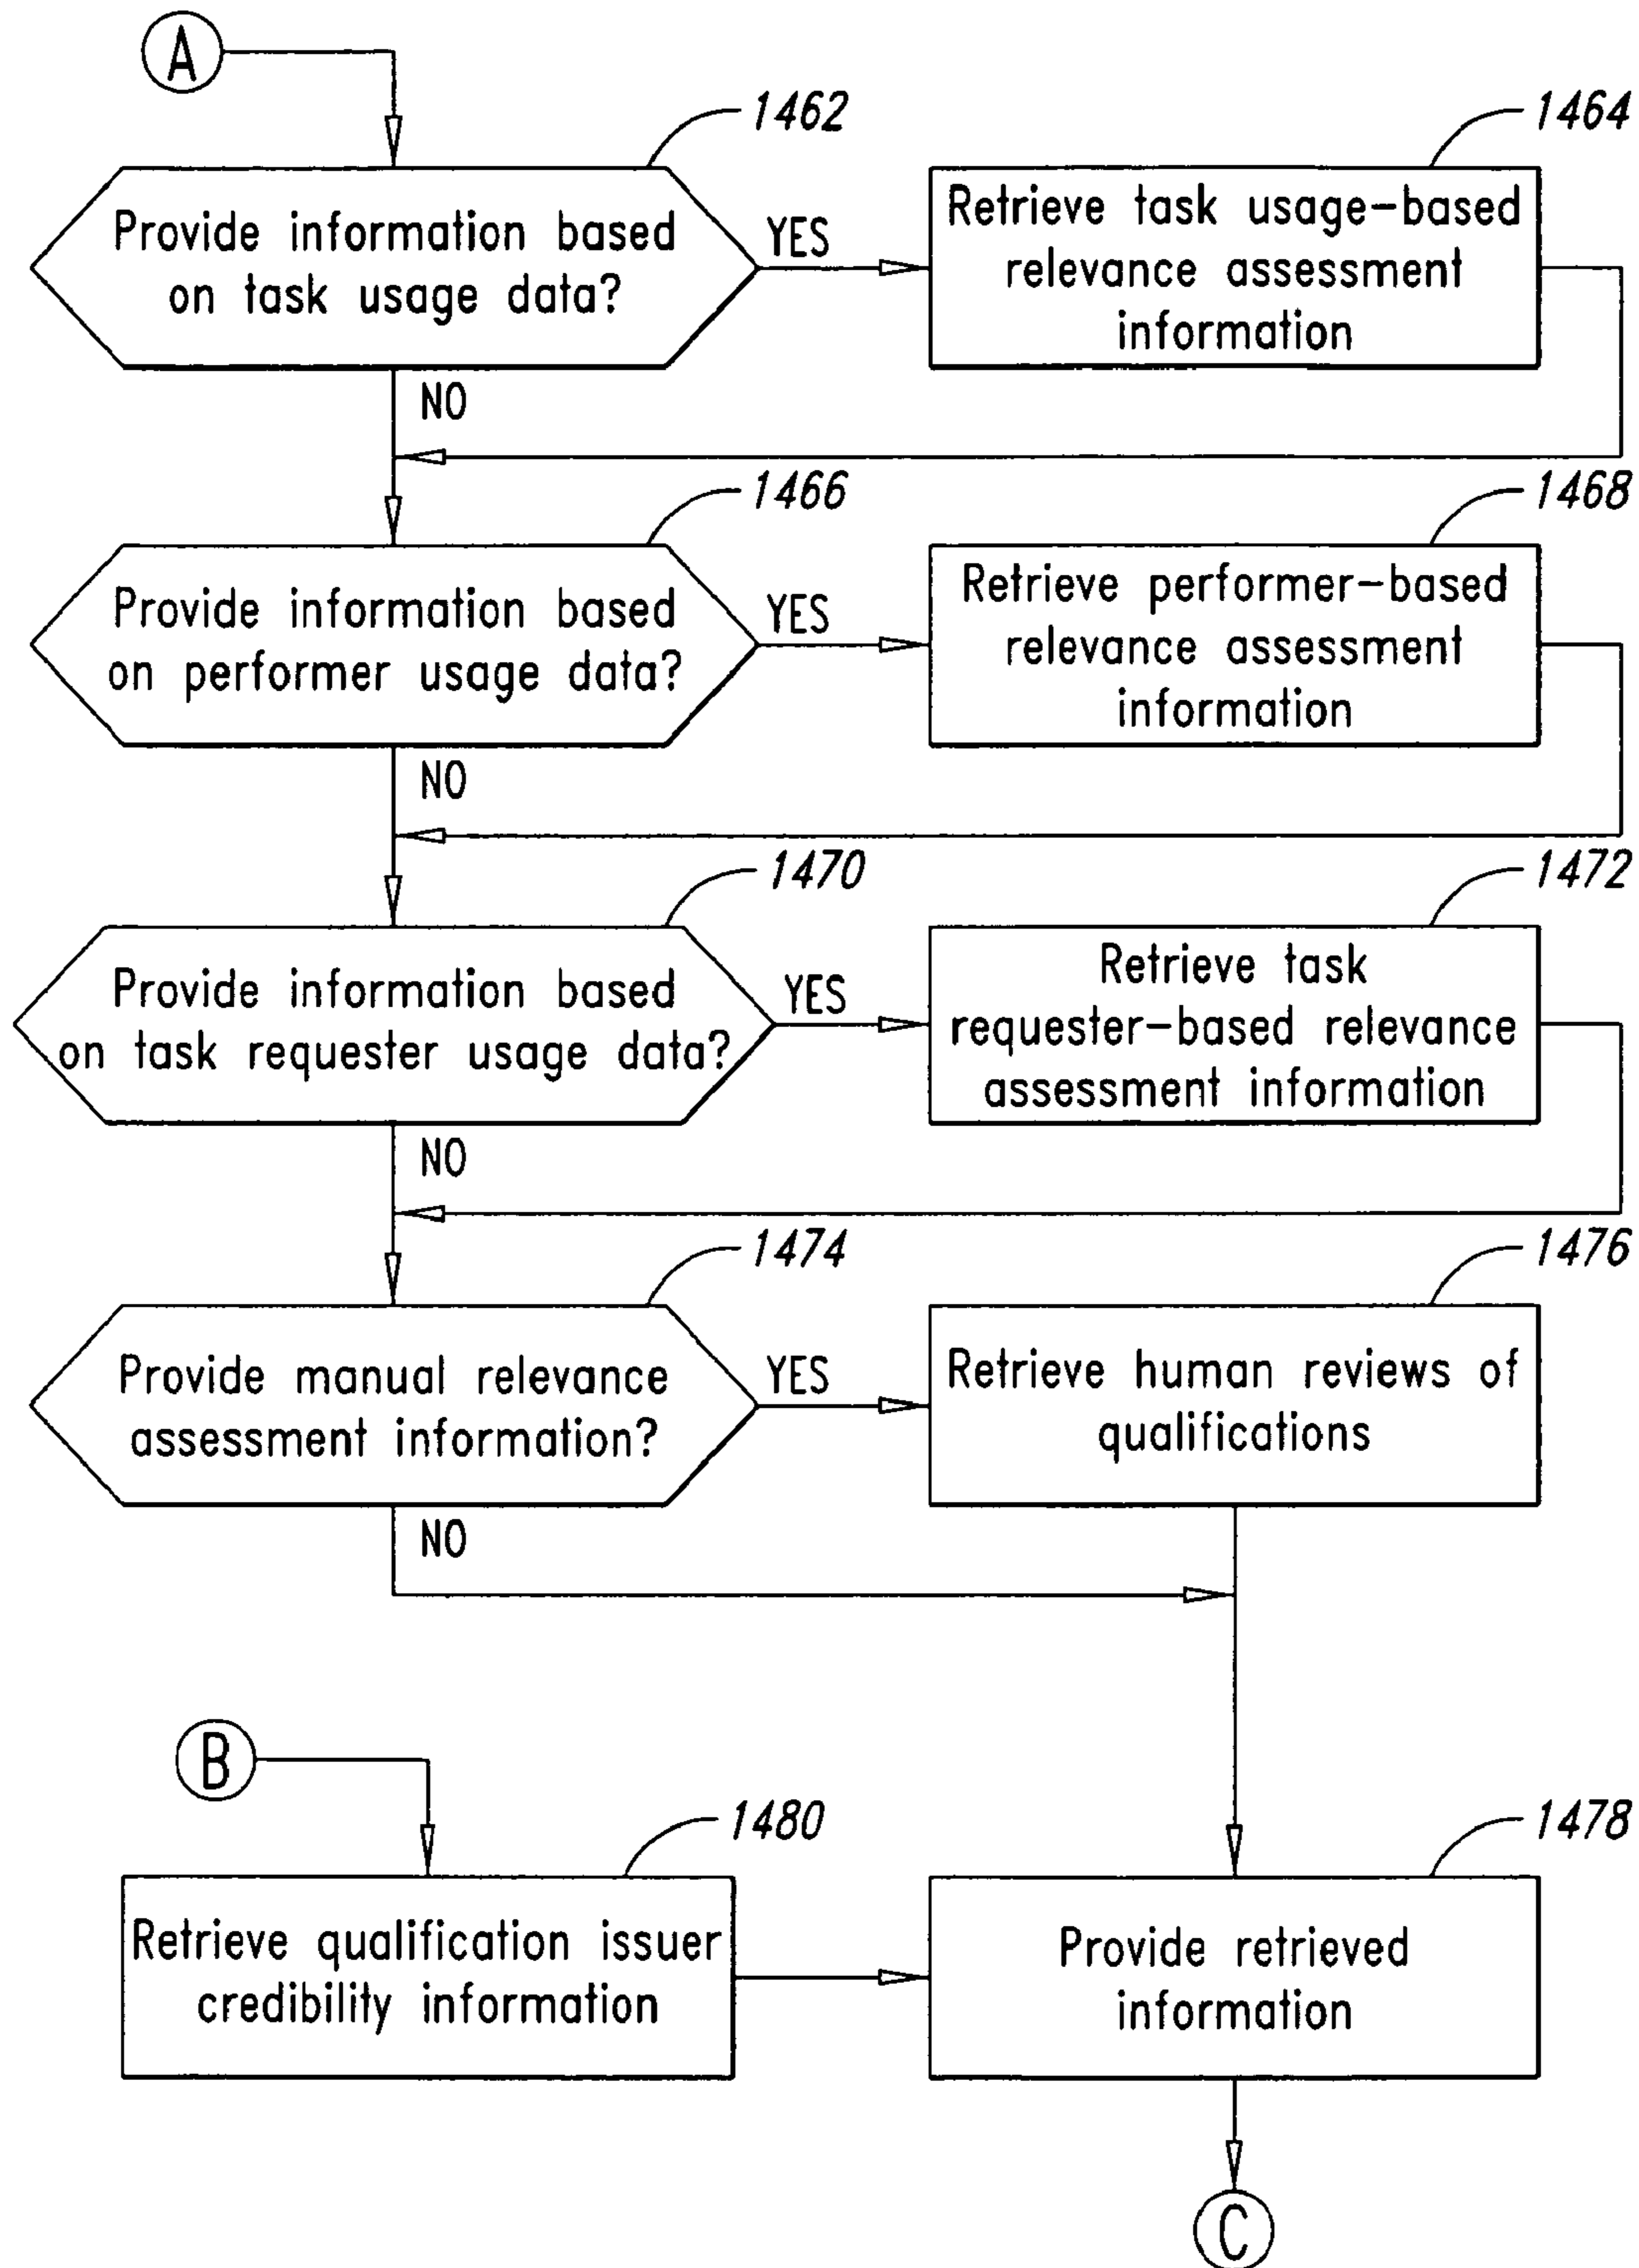 A
1462
1464
Provide information based
on task usage data?
YES
Retrieve task usage-based
relevance assessment
information
NO
1466
1468
Provide information based
on performer usage data?
YES
Retrieve performer-based
relevance assessment
information
NO
1470
1472
Provide information based
on task requester usage data?
YES
Retrieve task
requester-based relevance
assessment information
NO
1474
1476
Provide manual relevance
assessment information?
YES
Retrieve human reviews of
qualifications
NO
B
1480
1478
Retrieve qualification issuer
credibility information
Provide retrieved
information
C